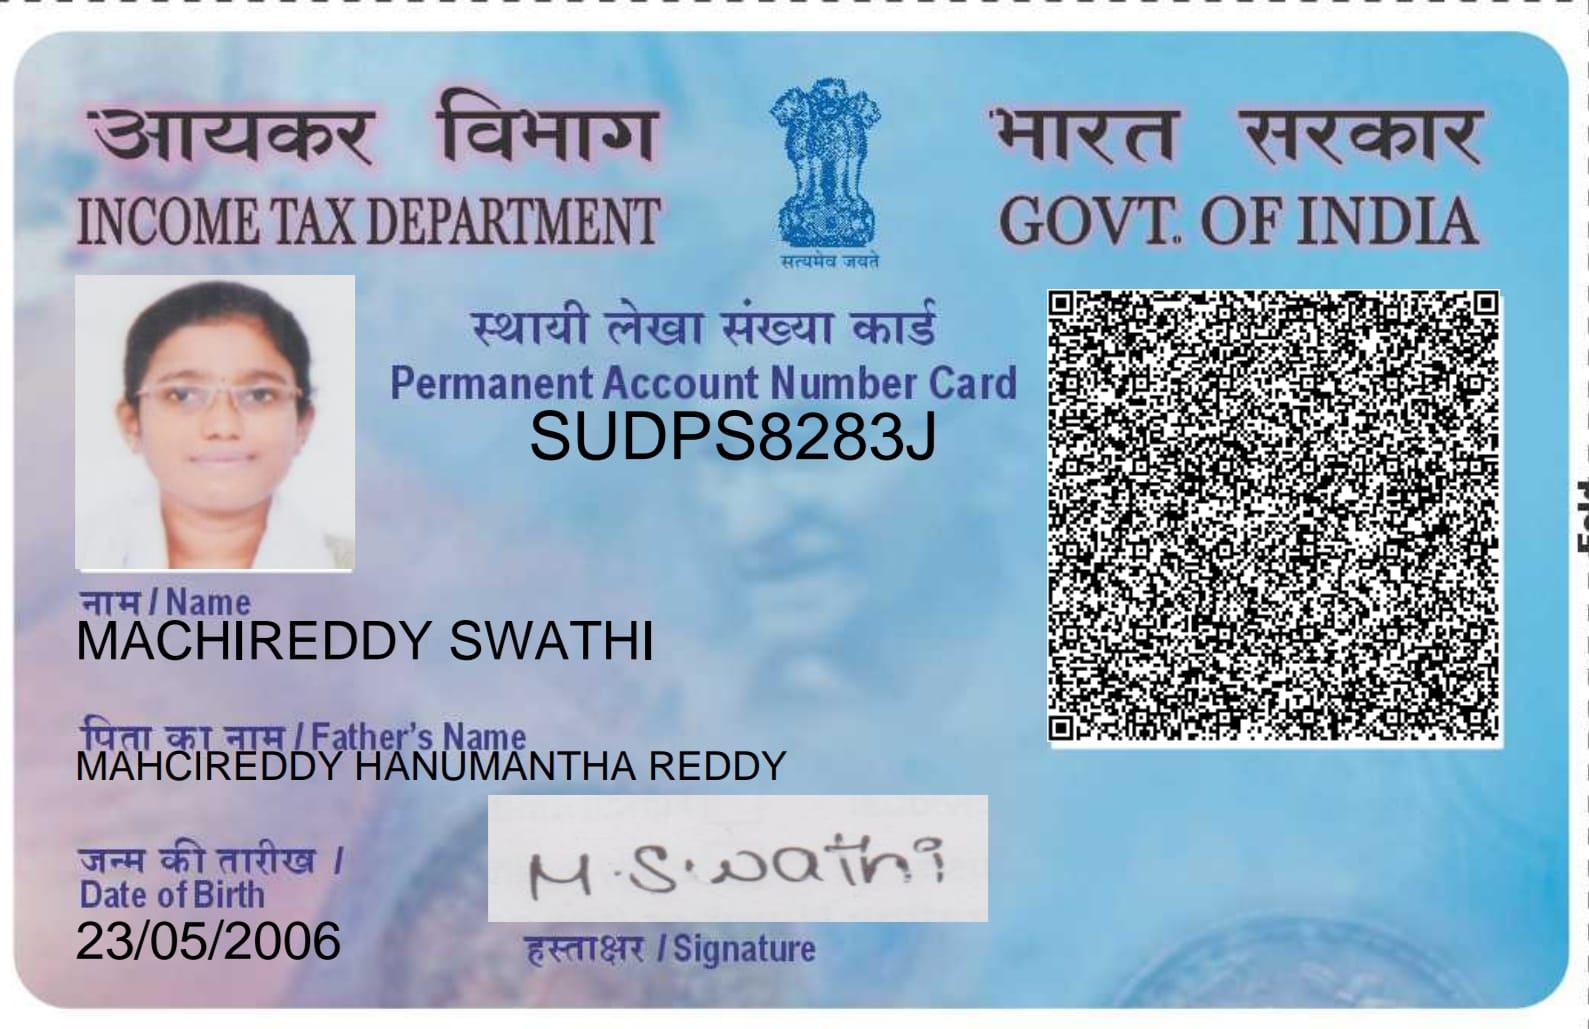 आयकर विभाग
INCOME TAX DEPARTMENT
सत्यमेव जयते
भारत सरकार
GOVT. OF INDIA
स्थायी लेखा संख्या कार्ड
Permanent Account Number Card
SUDPS8283J
नाम / Name
MACHIREDDY SWATHI
पिता का नाम / Father's Name
MAHCIREDDY HANUMANTHA REDDY
जन्म की तारीख /
Date of Birth
23/05/2006
M.Swathi
हस्ताक्षर / Signature